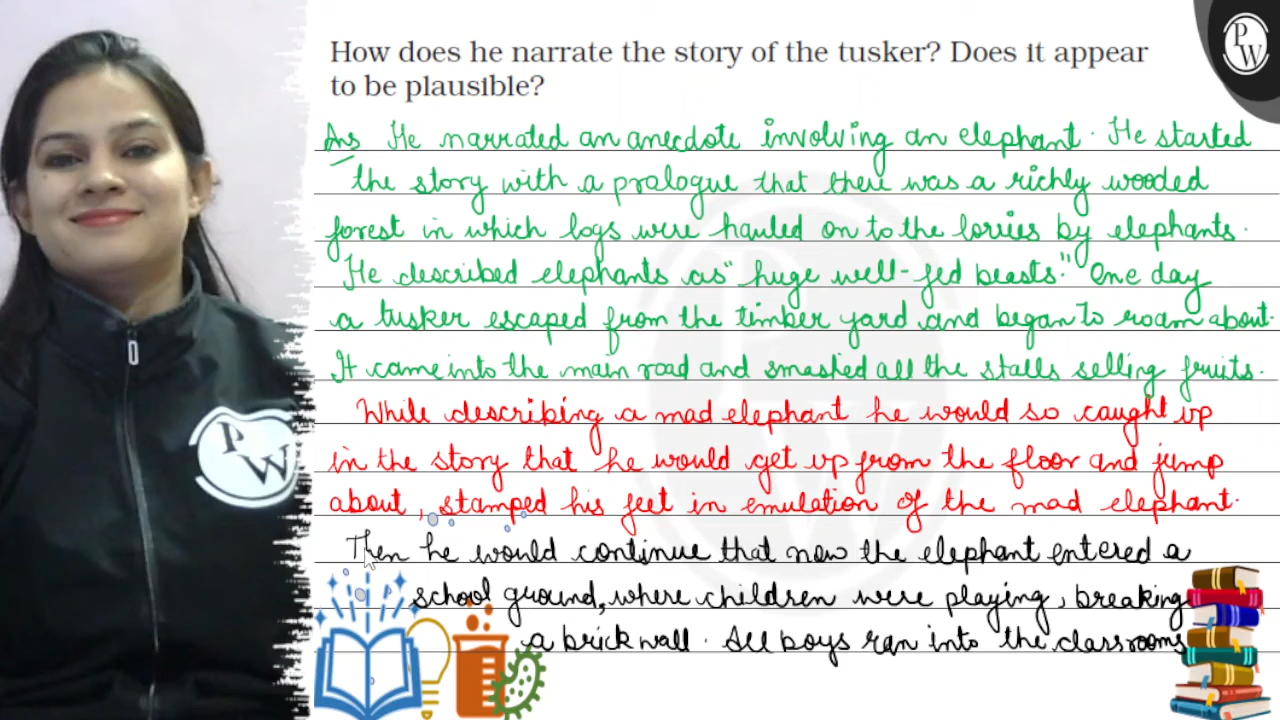 How does he narrate the story of the tusker? Does it appear
to be plausible?
Ans He narrated an anecdote involving an elephant. He started
the story with a prologue that there was a richly wooded
forest in which logs were hauled on to the lorries by elephants.
He described elephants as "huge well-fed beasts." One day
a tusker escaped from the timber yard and began to roam about.
It came into the main road and smashed all the stalls selling fruits.
While describing a mad elephant he would so caught up
in the story that he would get up from the floor and jump
about, stamped his feet in emulation of the mad elephant.
Then he would continue that now the elephant entered a
school ground, where children were playing, breaking
a brick wall. All boys ran into the classrooms
PW
PW